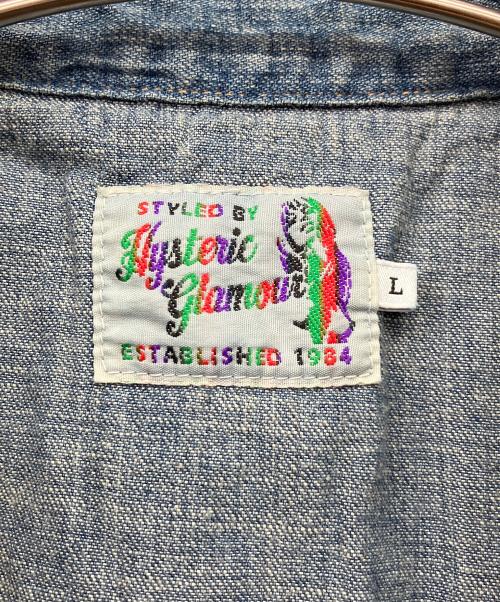 STYLED BY
Hysteric
Glamour
ESTABLISHED 1984
L